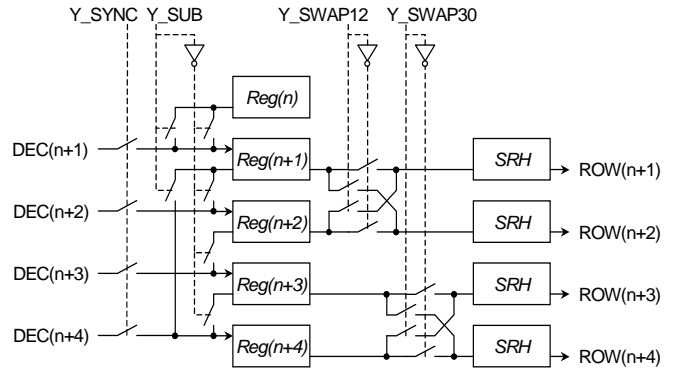 Y_SYNC Y_SUB Y_SWAP12 Y_SWAP30
Reg(n)
DEC(n+1) Reg(n+1) SRH ROW(n+1)
DEC(n+2) Reg(n+2) SRH ROW(n+2)
DEC(n+3) Reg(n+3) SRH ROW(n+3)
DEC(n+4) Reg(n+4) SRH ROW(n+4)